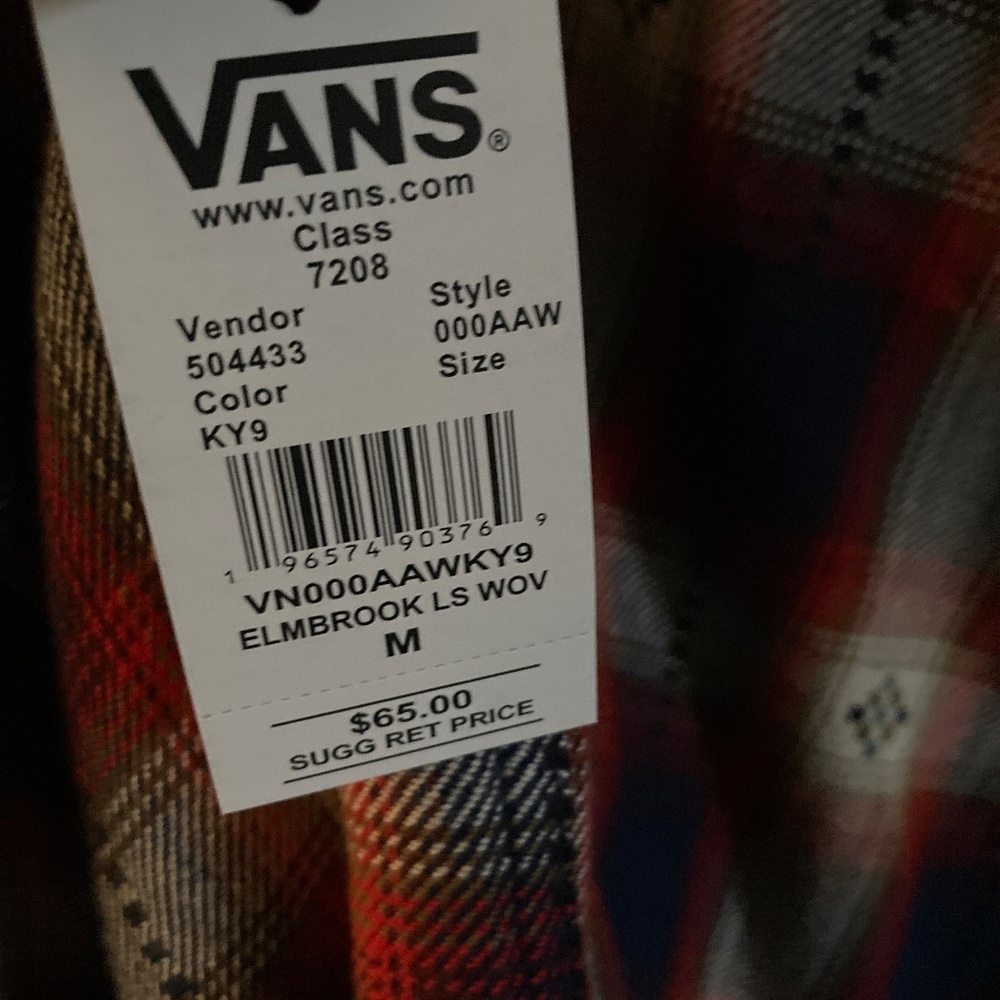 VANS®
www.vans.com
Class
7208
Vendor Style
504433 000AAW
Color Size
KY9
1 96574 90376 9
VN000AAWKY9
ELMBROOK LS WOV
M
$65.00
SUGG RET PRICE